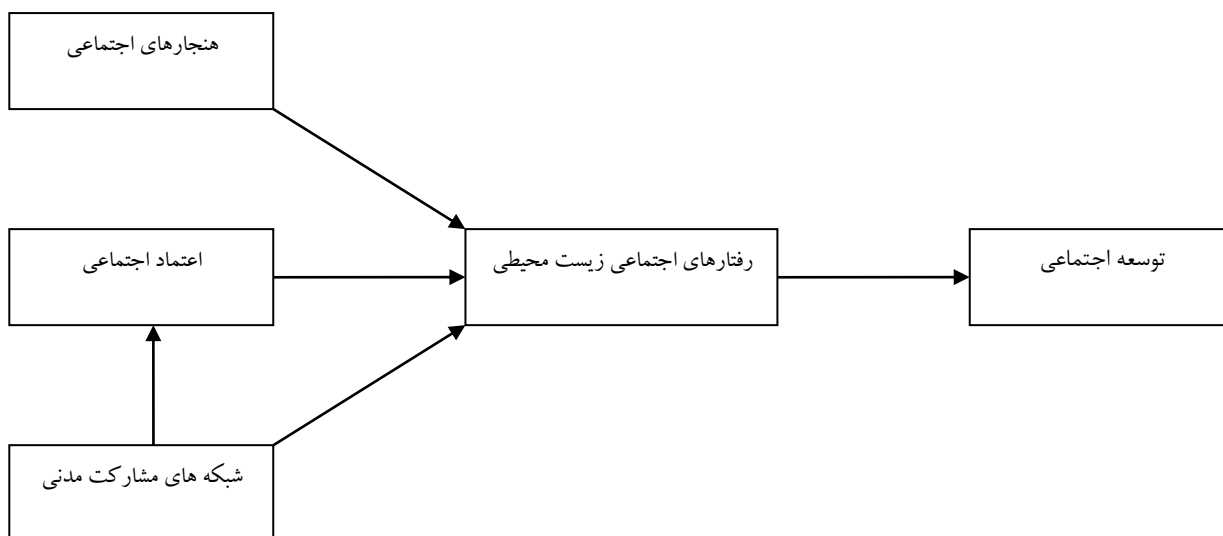 هنجارهای اجتماعی
اعتماد اجتماعی
رفتارهای اجتماعی زیست محیطی
توسعه اجتماعی
شبکه های مشارکت مدنی